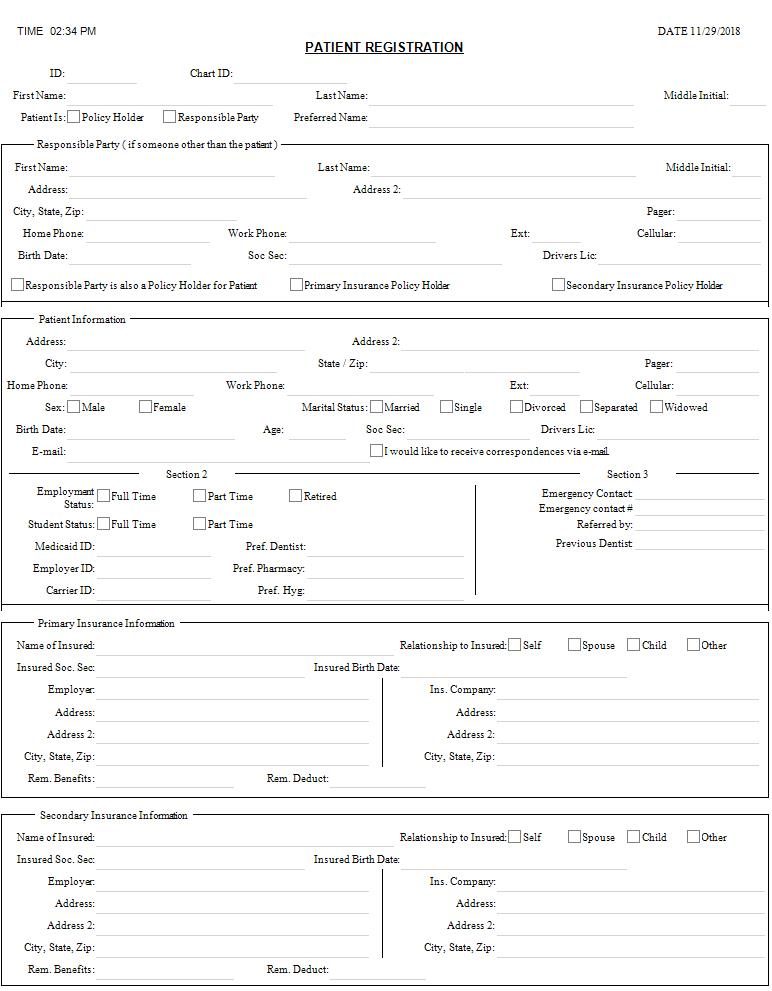 TIME 02:34 PM DATE 11/29/2018
PATIENT REGISTRATION
ID: Chart ID:
First Name: Last Name: Middle Initial:
Patient Is: Policy Holder Responsible Party Preferred Name:
Responsible Party ( if someone other than the patient )
First Name: Last Name: Middle Initial:
Address: Address 2:
City, State, Zip: Pager:
Home Phone: Work Phone: Ext: Cellular:
Birth Date: Soc Sec: Drivers Lic:
Responsible Party is also a Policy Holder for Patient Primary Insurance Policy Holder Secondary Insurance Policy Holder
Patient Information
Address: Address 2:
City: State / Zip: Pager:
Home Phone: Work Phone: Ext: Cellular:
Sex: Male Female Marital Status: Married Single Divorced Separated Widowed
Birth Date: Age: Soc Sec: Drivers Lic:
E-mail: I would like to receive correspondences via e-mail.
Section 2 Section 3
Employment Status: Full Time Part Time Retired Emergency Contact
Emergency contact #
Student Status: Full Time Part Time Referred by:
Medicaid ID: Pref. Dentist: Previous Dentist
Employer ID: Pref. Pharmacy:
Carrier ID: Pref. Hyg:
Primary Insurance Information
Name of Insured: Relationship to Insured: Self Spouse Child Other
Insured Soc. Sec: Insured Birth Date:
Employer: Ins. Company:
Address: Address:
Address 2: Address 2:
City, State, Zip: City, State, Zip:
Rem. Benefits: Rem. Deduct:
Secondary Insurance Information
Name of Insured: Relationship to Insured: Self Spouse Child Other
Insured Soc. Sec: Insured Birth Date:
Employer: Ins. Company:
Address: Address:
Address 2: Address 2:
City, State, Zip: City, State, Zip:
Rem. Benefits: Rem. Deduct: